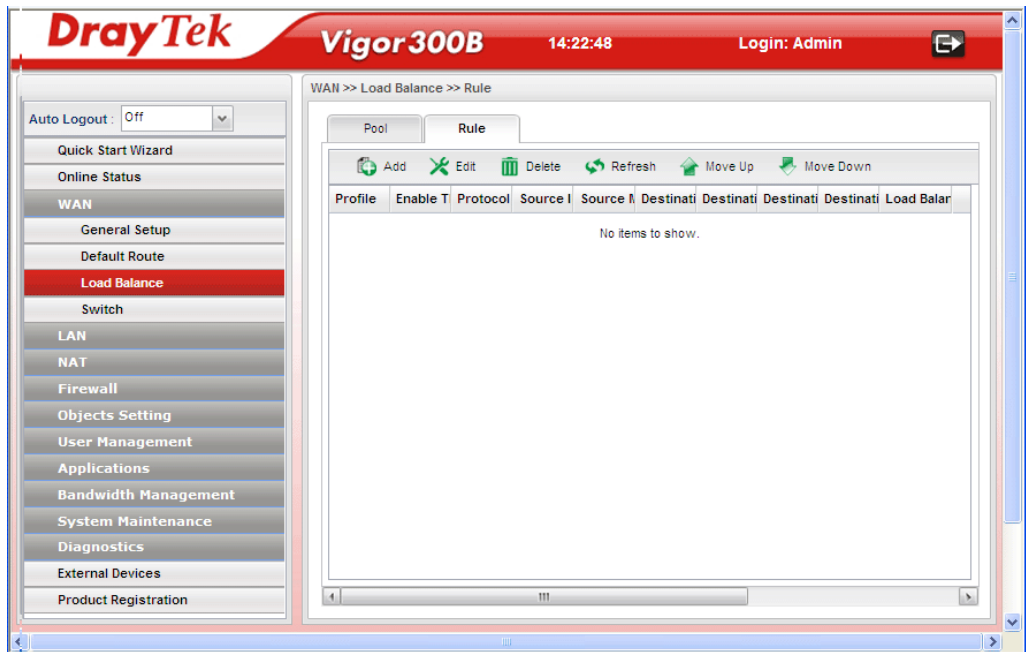 DrayTek
Vigor300B 14:22:48 Login: Admin
WAN >> Load Balance >> Rule
Auto Logout : Off
Quick Start Wizard
Online Status
WAN
General Setup
Default Route
Load Balance
Switch
LAN
NAT
Firewall
Objects Setting
User Management
Applications
Bandwidth Management
System Maintenance
Diagnostics
External Devices
Product Registration
Pool Rule
Add Edit Delete Refresh Move Up Move Down
Profile Enable T Protocol Source I Source M Destinati Destinati Destinati Destinati Load Balar
No items to show.